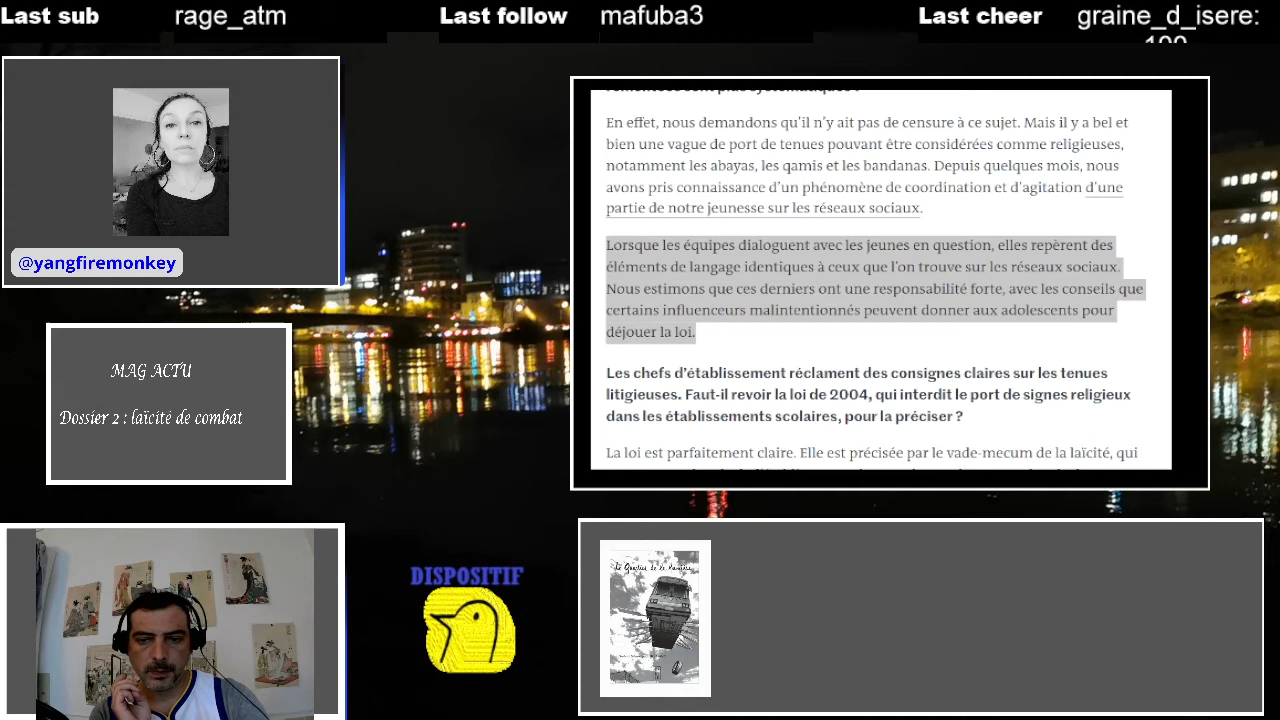 Last sub
rage_atm
Last follow
mafuba3
Last cheer
graine_d_isere:
100
@yangfiremonkey
MAG ACTU
Dossier 2 : laïcité de combat
En effet, nous demandons qu’il n’y ait pas de censure à ce sujet. Mais il y a bel et
bien une vague de port de tenues pouvant être considérées comme religieuses,
notamment les abayas, les qamis et les bandanas. Depuis quelques mois, nous
avons pris connaissance d’un phénomène de coordination et d’agitation d’une
partie de notre jeunesse sur les réseaux sociaux.
Lorsque les équipes dialoguent avec les jeunes en question, elles repèrent des
éléments de langage identiques à ceux que l’on trouve sur les réseaux sociaux.
Nous estimons que ces derniers ont une responsabilité forte, avec les conseils que
certains influenceurs malintentionnés peuvent donner aux adolescents pour
déjouer la loi.
Les chefs d’établissement réclament des consignes claires sur les tenues
litigieuses. Faut-il revoir la loi de 2004, qui interdit le port de signes religieux
dans les établissements scolaires, pour la préciser ?
La loi est parfaitement claire. Elle est précisée par le vade-mecum de la laïcité, qui
DISPOSITIF